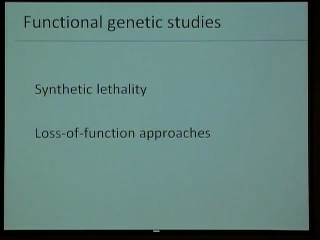 Functional genetic studies
Synthetic lethality
Loss-of-function approaches